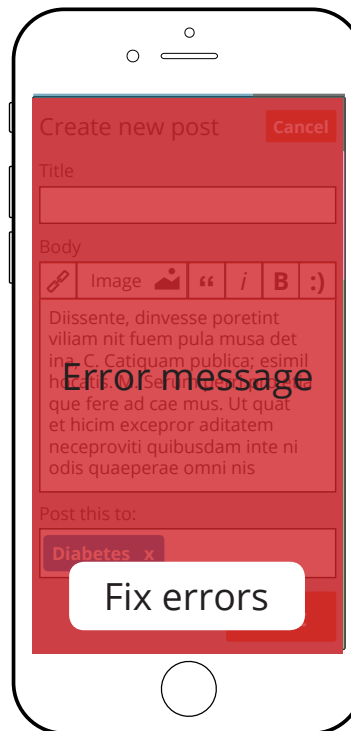 Create new post
Cancel
Title
Body
Image “ i B :)
Diissente, dinvesse poretint
viliam nit fuem pula musa det
ina, C. Catiquam publica; esimil
Error message
que fere ad cae mus. Ut quat
et hicim excepror aditatem
neceproviti quibusdam inte ni
odis quaeperae omni nis
Post this to:
Diabetes x
Fix errors